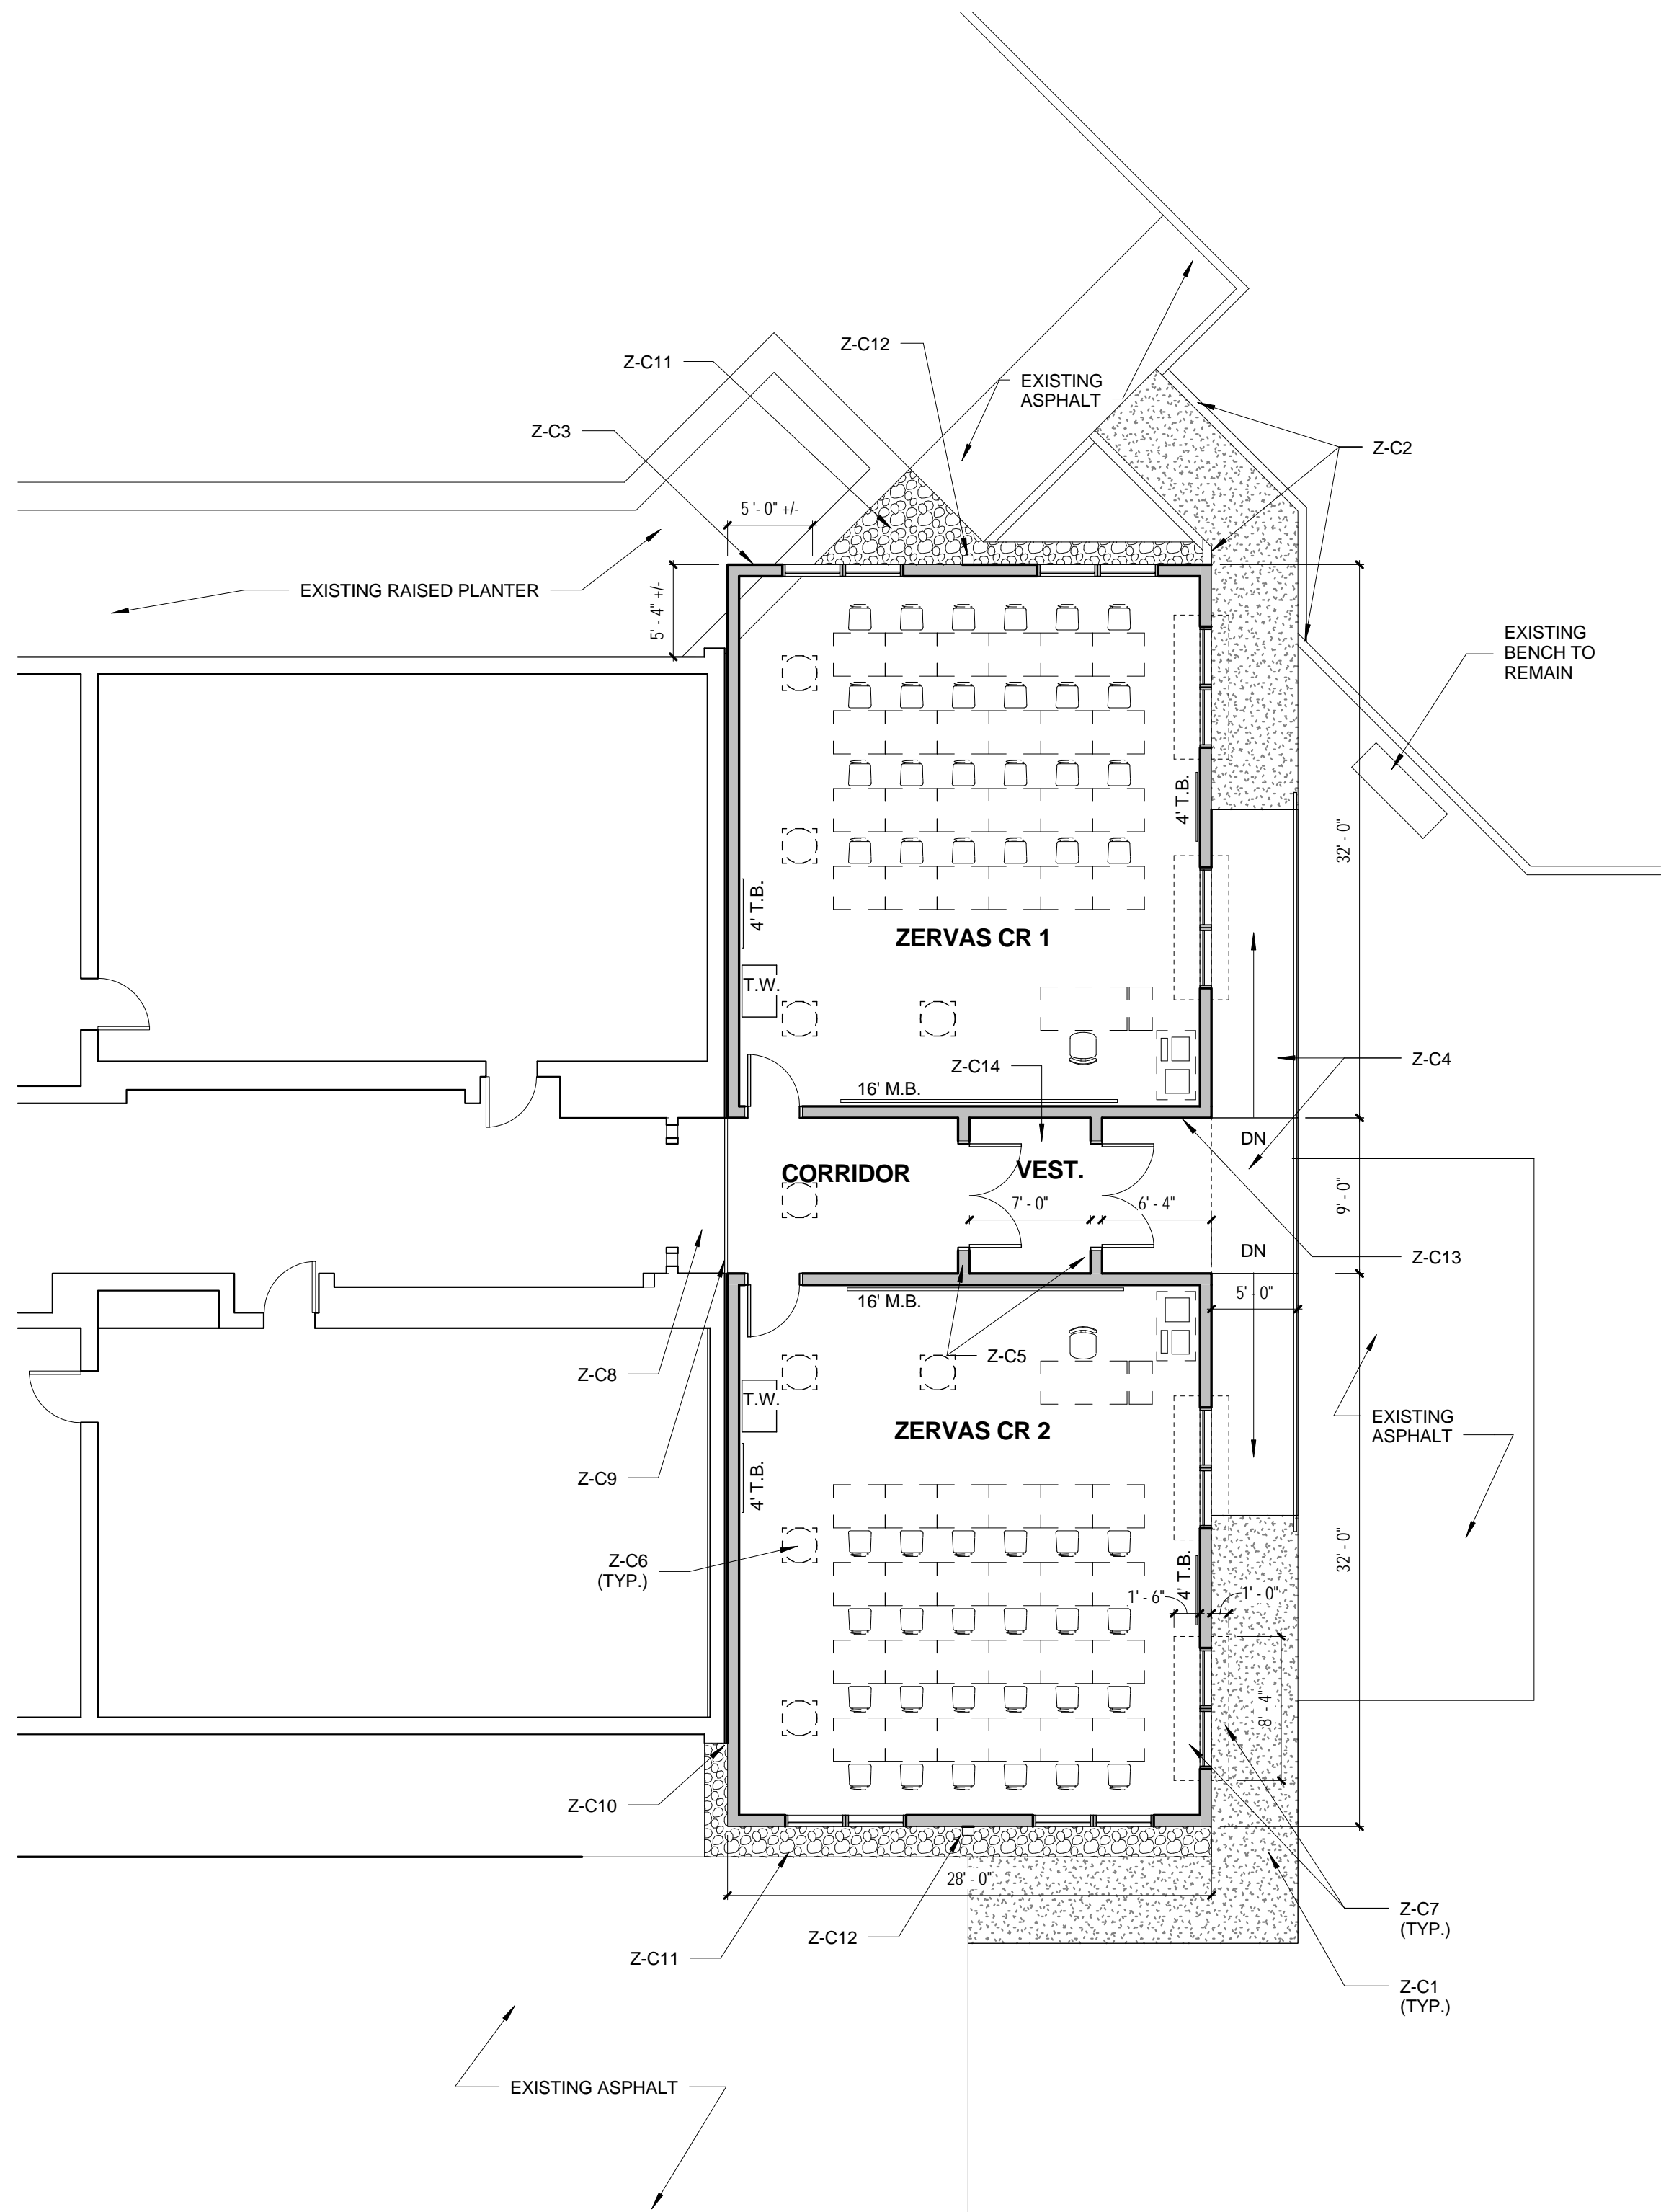 Z-C12
Z-C11
EXISTING
ASPHALT
Z-C3
Z-C2
5'-0" +/-
EXISTING RAISED PLANTER
5'-4" +/-
EXISTING
BENCH TO
REMAIN
4' T.B.
32'-0"
4' T.B.
ZERVAS CR 1
T.W.
Z-C14
Z-C4
16' M.B.
DN
CORRIDOR
VEST.
7'-0"
6'-4"
9'-0"
DN
Z-C13
5'-0"
16' M.B.
Z-C5
Z-C8
T.W.
ZERVAS CR 2
EXISTING
ASPHALT
Z-C9
4' T.B.
32'-0"
Z-C6
(TYP.)
4' T.B.
1'-6"
1'-0"
8'-4"
Z-C10
28'-0"
Z-C7
(TYP.)
Z-C12
Z-C11
Z-C1
(TYP.)
EXISTING ASPHALT